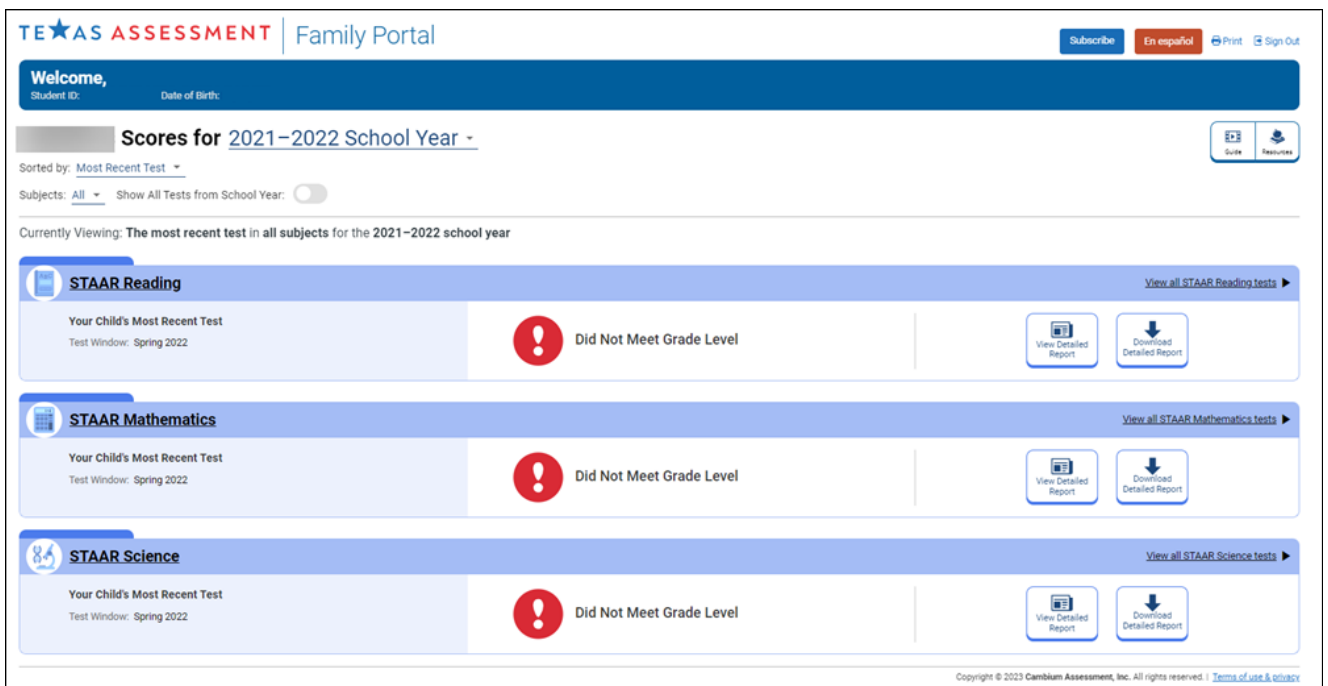 TEXAS ASSESSMENT Family Portal
Subscribe En español Print Sign Out
Welcome,
Student ID: Date of Birth:
Scores for 2021–2022 School Year
Guide Resources
Sorted by: Most Recent Test
Subjects: All Show All Tests from School Year:
Currently Viewing: The most recent test in all subjects for the 2021–2022 school year
STAAR Reading View all STAAR Reading tests
Your Child's Most Recent Test
Test Window: Spring 2022
Did Not Meet Grade Level
View Detailed
Report
Download
Detailed Report
STAAR Mathematics View all STAAR Mathematics tests
Your Child's Most Recent Test
Test Window: Spring 2022
Did Not Meet Grade Level
View Detailed
Report
Download
Detailed Report
STAAR Science View all STAAR Science tests
Your Child's Most Recent Test
Test Window: Spring 2022
Did Not Meet Grade Level
View Detailed
Report
Download
Detailed Report
Copyright © 2023 Cambium Assessment, Inc. All rights reserved. | Terms of use & privacy